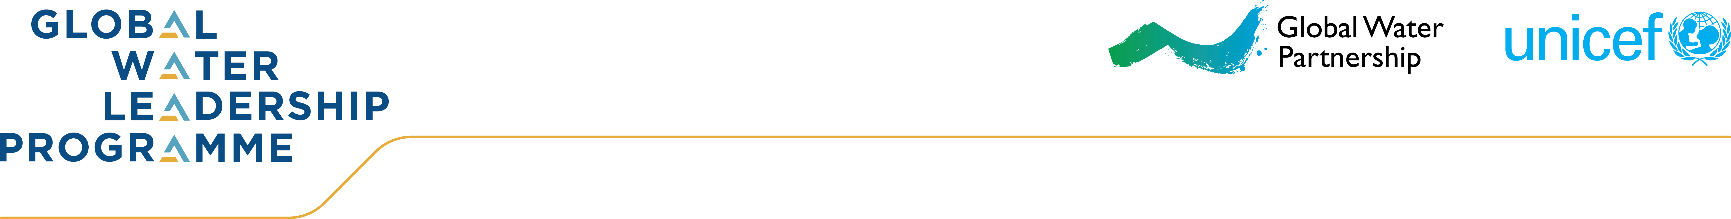 GLOBAL
WATER
LEADERSHIP
PROGRAMME
Global Water
Partnership
unicef